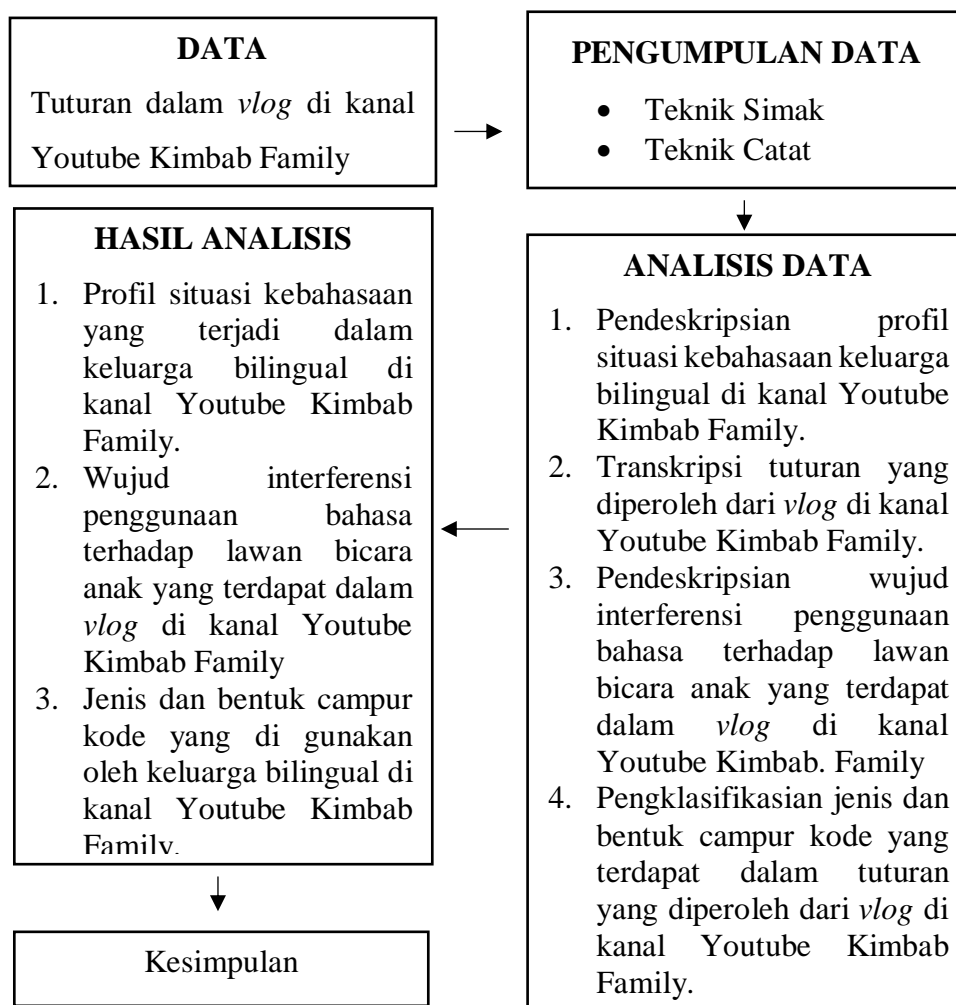 DATA
Tuturan dalam vlog di kanal
Youtube Kimbab Family
PENGUMPULAN DATA
• Teknik Simak
• Teknik Catat
ANALISIS DATA
1. Pendeskripsian profil
situasi kebahasaan keluarga
bilingual di kanal Youtube
Kimbab Family.
2. Transkripsi tuturan yang
diperoleh dari vlog di kanal
Youtube Kimbab Family.
3. Pendeskripsian wujud
interferensi penggunaan
bahasa terhadap lawan
bicara anak yang terdapat
dalam vlog di kanal
Youtube Kimbab. Family
4. Pengklasifikasian jenis dan
bentuk campur kode yang
terdapat dalam tuturan
yang diperoleh dari vlog di
kanal Youtube Kimbab
Family.
HASIL ANALISIS
1. Profil situasi kebahasaan
yang terjadi dalam
keluarga bilingual di
kanal Youtube Kimbab
Family.
2. Wujud interferensi
penggunaan bahasa
terhadap lawan bicara
anak yang terdapat dalam
vlog di kanal Youtube
Kimbab Family
3. Jenis dan bentuk campur
kode yang di gunakan
oleh keluarga bilingual di
kanal Youtube Kimbab
Family.
Kesimpulan